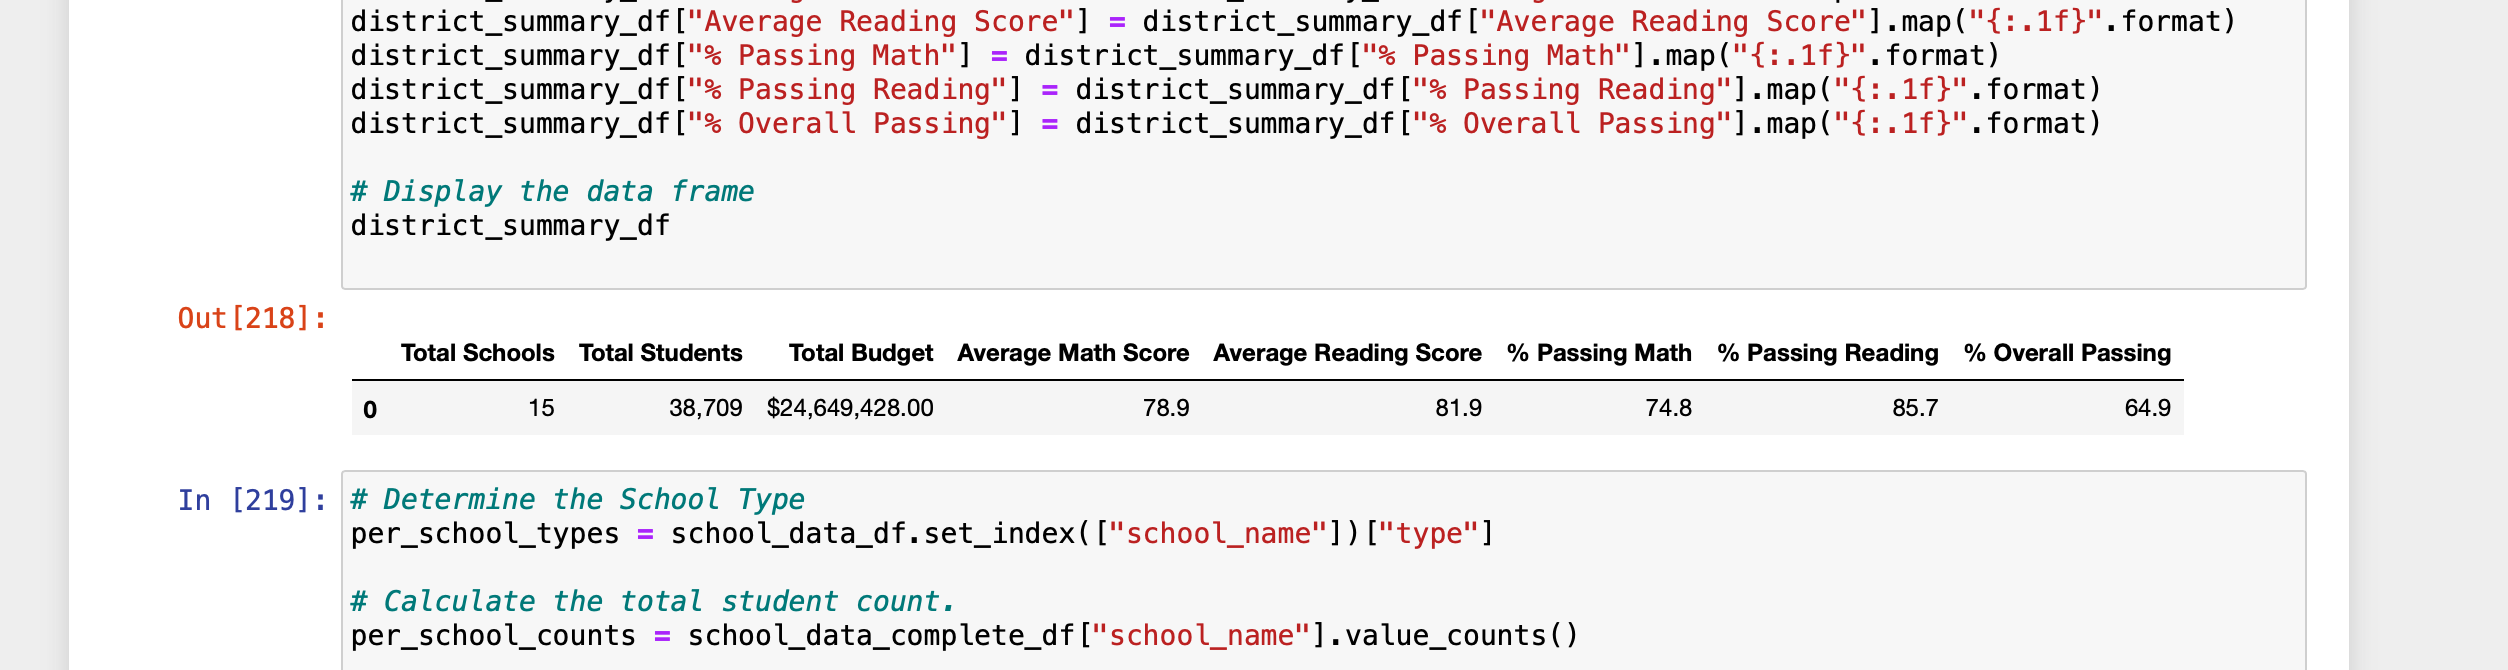 district_summary_df["Average Reading Score"] = district_summary_df["Average Reading Score"].map("{:.1f}".format)
district_summary_df["% Passing Math"] = district_summary_df["% Passing Math"].map("{:.1f}".format)
district_summary_df["% Passing Reading"] = district_summary_df["% Passing Reading"].map("{:.1f}".format)
district_summary_df["% Overall Passing"] = district_summary_df["% Overall Passing"].map("{:.1f}".format)
# Display the data frame
district_summary_df
Out[218]:
Total Schools Total Students Total Budget Average Math Score Average Reading Score % Passing Math % Passing Reading % Overall Passing
0 15 38,709 $24,649,428.00 78.9 81.9 74.8 85.7 64.9
In [219]: # Determine the School Type
per_school_types = school_data_df.set_index(["school_name"])["type"]
# Calculate the total student count.
per_school_counts = school_data_complete_df["school_name"].value_counts()